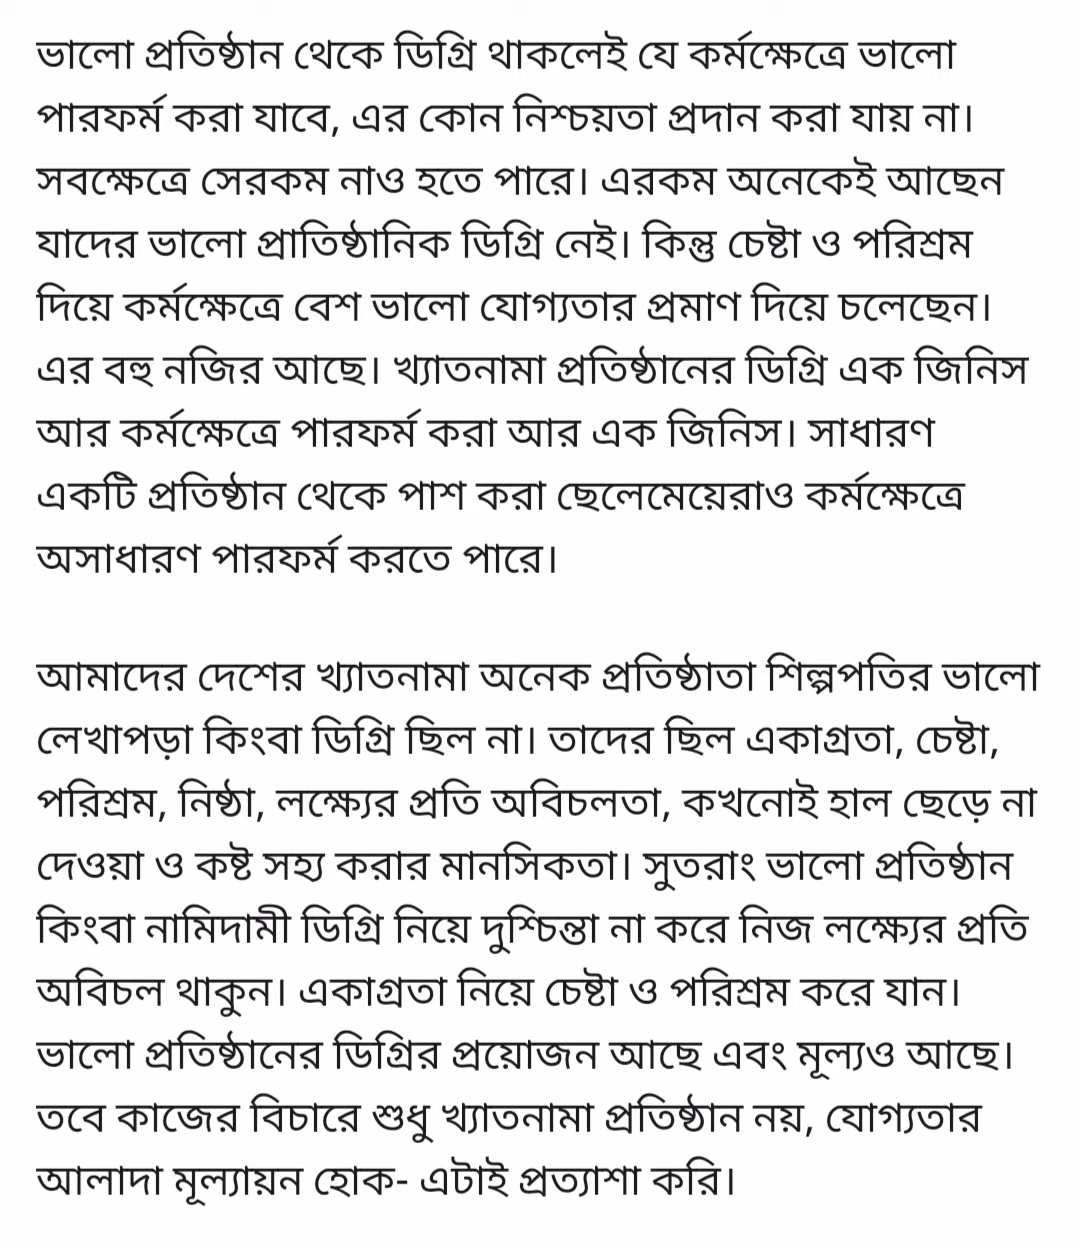 ভালো প্রতিষ্ঠান থেকে ডিগ্রি থাকলেই যে কর্মক্ষেত্রে ভালো
পারফর্ম করা যাবে, এর কোন নিশ্চয়তা প্রদান করা যায় না।
সবক্ষেত্রে সেরকম নাও হতে পারে। এরকম অনেকেই আছেন
যাদের ভালো প্রাতিষ্ঠানিক ডিগ্রি নেই। কিন্তু চেষ্টা ও পরিশ্রম
দিয়ে কর্মক্ষেত্রে বেশ ভালো যোগ্যতার প্রমাণ দিয়ে চলেছেন।
এর বহু নজির আছে। খ্যাতনামা প্রতিষ্ঠানের ডিগ্রি এক জিনিস
আর কর্মক্ষেত্রে পারফর্ম করা আর এক জিনিস। সাধারণ
একটি প্রতিষ্ঠান থেকে পাশ করা ছেলেমেয়েরাও কর্মক্ষেত্রে
অসাধারণ পারফর্ম করতে পারে।
আমাদের দেশের খ্যাতনামা অনেক প্রতিষ্ঠাতা শিল্পপতির ভালো
লেখাপড়া কিংবা ডিগ্রি ছিল না। তাদের ছিল একাগ্রতা, চেষ্টা,
পরিশ্রম, নিষ্ঠা, লক্ষ্যের প্রতি অবিচলতা, কখনোই হাল ছেড়ে না
দেওয়া ও কষ্ট সহ্য করার মানসিকতা। সুতরাং ভালো প্রতিষ্ঠান
কিংবা নামিদামী ডিগ্রি নিয়ে দুশ্চিন্তা না করে নিজ লক্ষ্যের প্রতি
অবিচল থাকুন। একাগ্রতা নিয়ে চেষ্টা ও পরিশ্রম করে যান।
ভালো প্রতিষ্ঠানের ডিগ্রির প্রয়োজন আছে এবং মূল্যও আছে।
তবে কাজের বিচারে শুধু খ্যাতনামা প্রতিষ্ঠান নয়, যোগ্যতার
আলাদা মূল্যায়ন হোক- এটাই প্রত্যাশা করি।